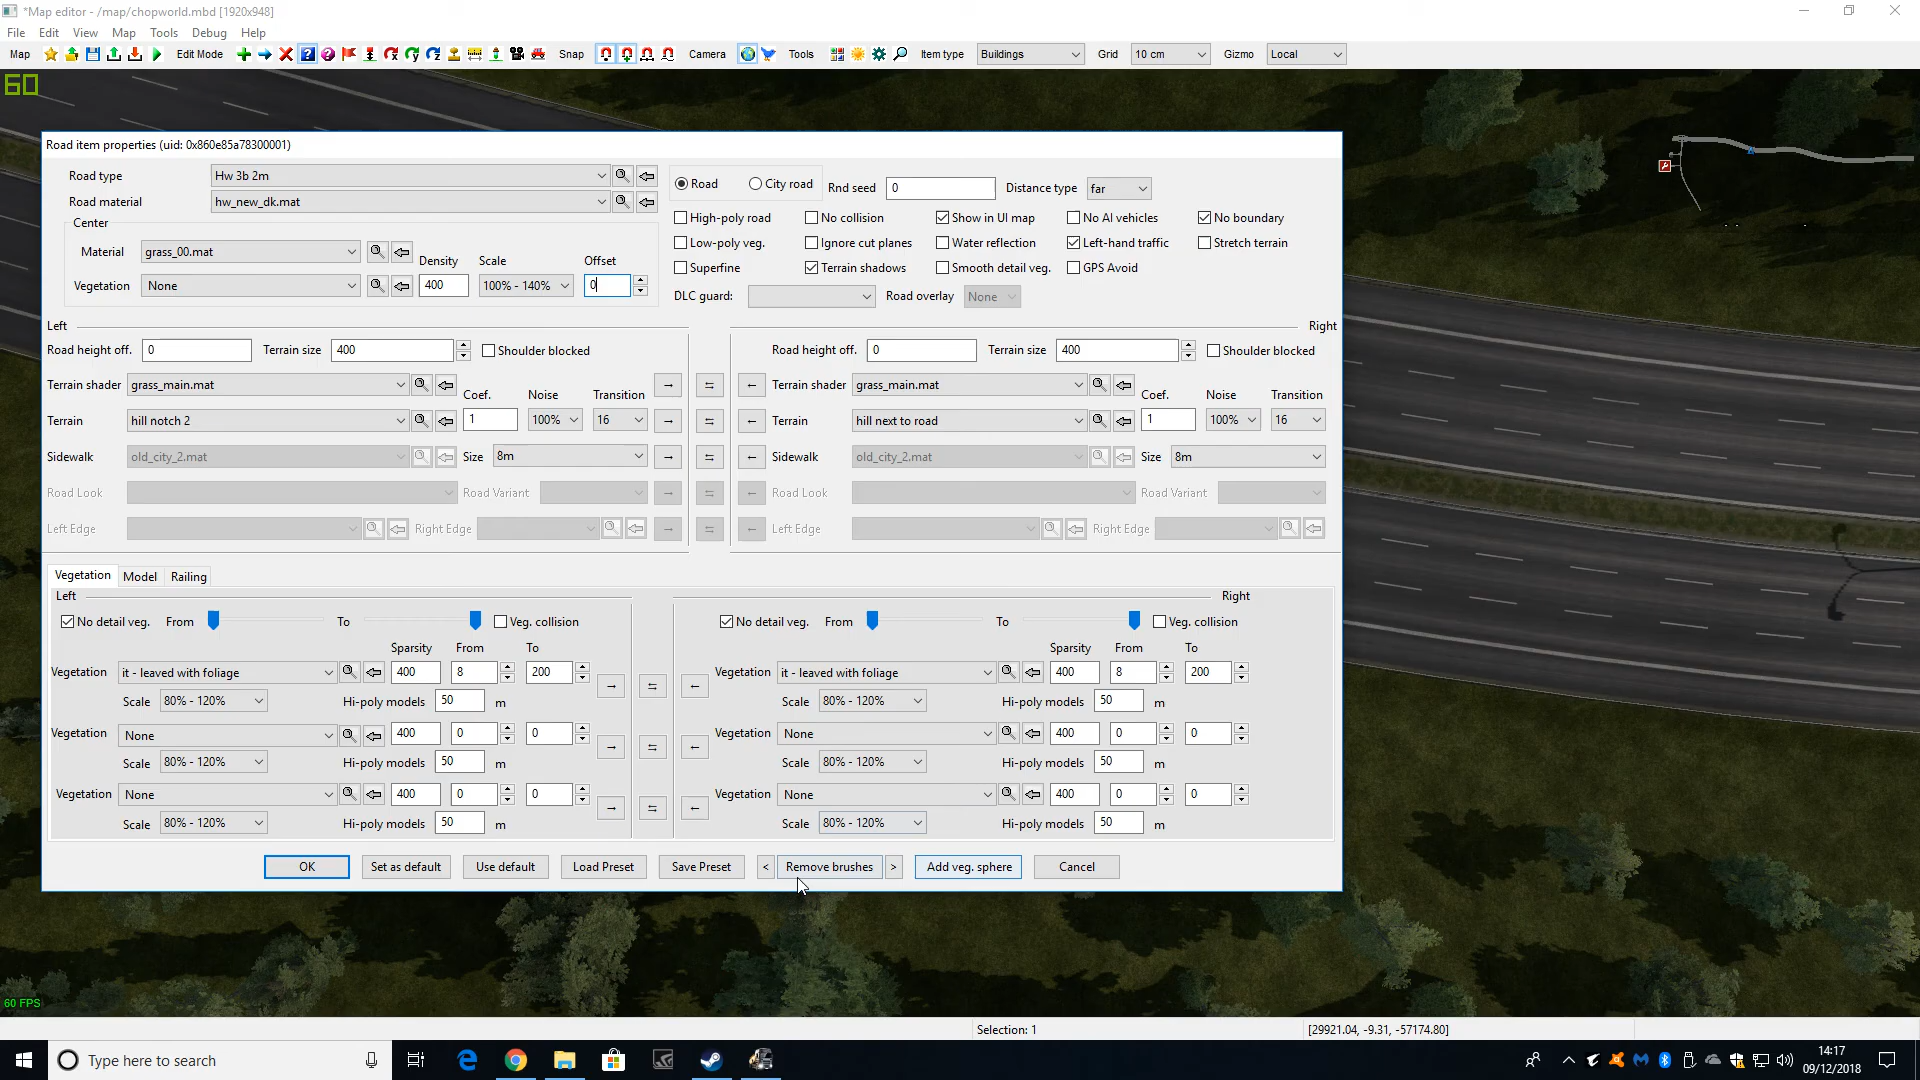 *Map editor - /map/chopworld.mbd [1920x948]
File Edit View Map Tools Debug Help
Map Edit Mode Snap Camera Tools Item type Buildings Grid 10 cm Gizmo Local
60
Road item properties (uid: 0x860e85a78300001)
Road type Hw 3b 2m Road City road Rnd seed 0 Distance type far
Road material hw_new_dk.mat
Center High-poly road No collision Show in UI map No AI vehicles No boundary
Material grass_00.mat Low-poly veg. Ignore cut planes Water reflection Left-hand traffic Stretch terrain
Density Scale Offset Superfine Terrain shadows Smooth detail veg. GPS Avoid
Vegetation None 400 100% - 140% 0 DLC guard: Road overlay None
Left Right
Road height off. 0 Terrain size 400 Shoulder blocked Road height off. 0 Terrain size 400 Shoulder blocked
Terrain shader grass_main.mat Terrain shader grass_main.mat
Coef. Noise Transition Coef. Noise Transition
Terrain hill notch 2 1 100% 16 Terrain hill next to road 1 100% 16
Sidewalk old_city_2.mat Size 8m Sidewalk old_city_2.mat Size 8m
Road Look Road Variant Road Look Road Variant
Left Edge Right Edge Left Edge Right Edge
Vegetation Model Railing
Left Right
No detail veg. From To Veg. collision No detail veg. From To Veg. collision
Sparsity From To Sparsity From To
Vegetation it - leaved with foliage 400 8 200 Vegetation it - leaved with foliage 400 8 200
Scale 80% - 120% Hi-poly models 50 m Scale 80% - 120% Hi-poly models 50 m
Vegetation None 400 0 0 Vegetation None 400 0 0
Scale 80% - 120% Hi-poly models 50 m Scale 80% - 120% Hi-poly models 50 m
Vegetation None 400 0 0 Vegetation None 400 0 0
Scale 80% - 120% Hi-poly models 50 m Scale 80% - 120% Hi-poly models 50 m
OK Set as default Use default Load Preset Save Preset < Remove brushes > Add veg. sphere Cancel
60 FPS
Selection: 1 [29921.04, -9.31, -57174.80]
Type here to search 14:17
09/12/2018